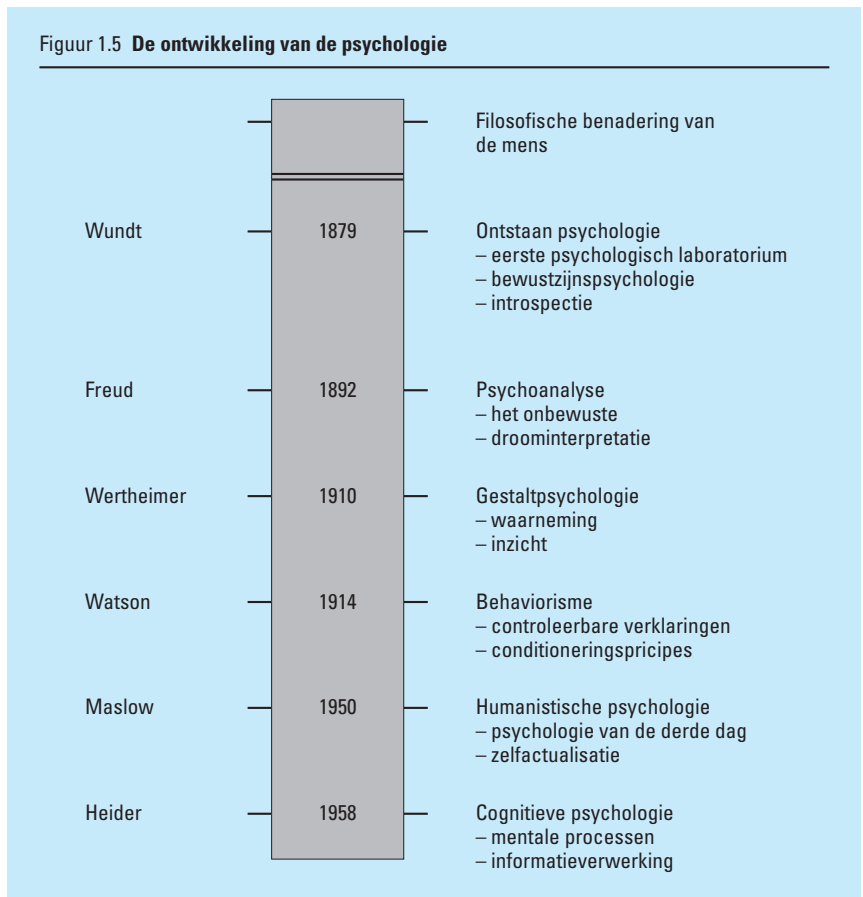 Figuur 1.5 De ontwikkeling van de psychologie
Filosofische benadering van
de mens
Wundt 1879 Ontstaan psychologie
– eerste psychologisch laboratorium
– bewustzijnspsychologie
– introspectie
Freud 1892 Psychoanalyse
– het onbewuste
– droominterpretatie
Wertheimer 1910 Gestaltpsychologie
– waarneming
– inzicht
Watson 1914 Behaviorisme
– controleerbare verklaringen
– conditioneringspricipes
Maslow 1950 Humanistische psychologie
– psychologie van de derde dag
– zelfactualisatie
Heider 1958 Cognitieve psychologie
– mentale processen
– informatieverwerking